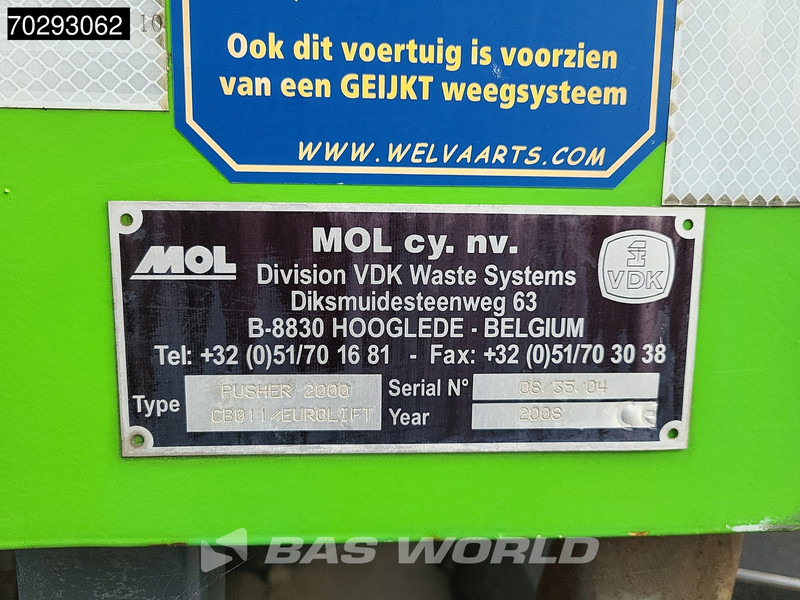 70293062
10
Ook dit voertuig is voorzien
van een GEIJKT weegsysteem
WWW.WELVAARTS.COM
MOL
MOL cy. nv.
VDK
Division VDK Waste Systems
Diksmuidesteenweg 63
B-8830 HOOGLEDE - BELGIUM
Tel: +32 (0)51/70 16 81 - Fax: +32 (0)51/70 30 38
Type PUSHER 2000
CB011/EUROLIFT
Serial N° 08/35/04
Year 2008 CE
BAS WORLD